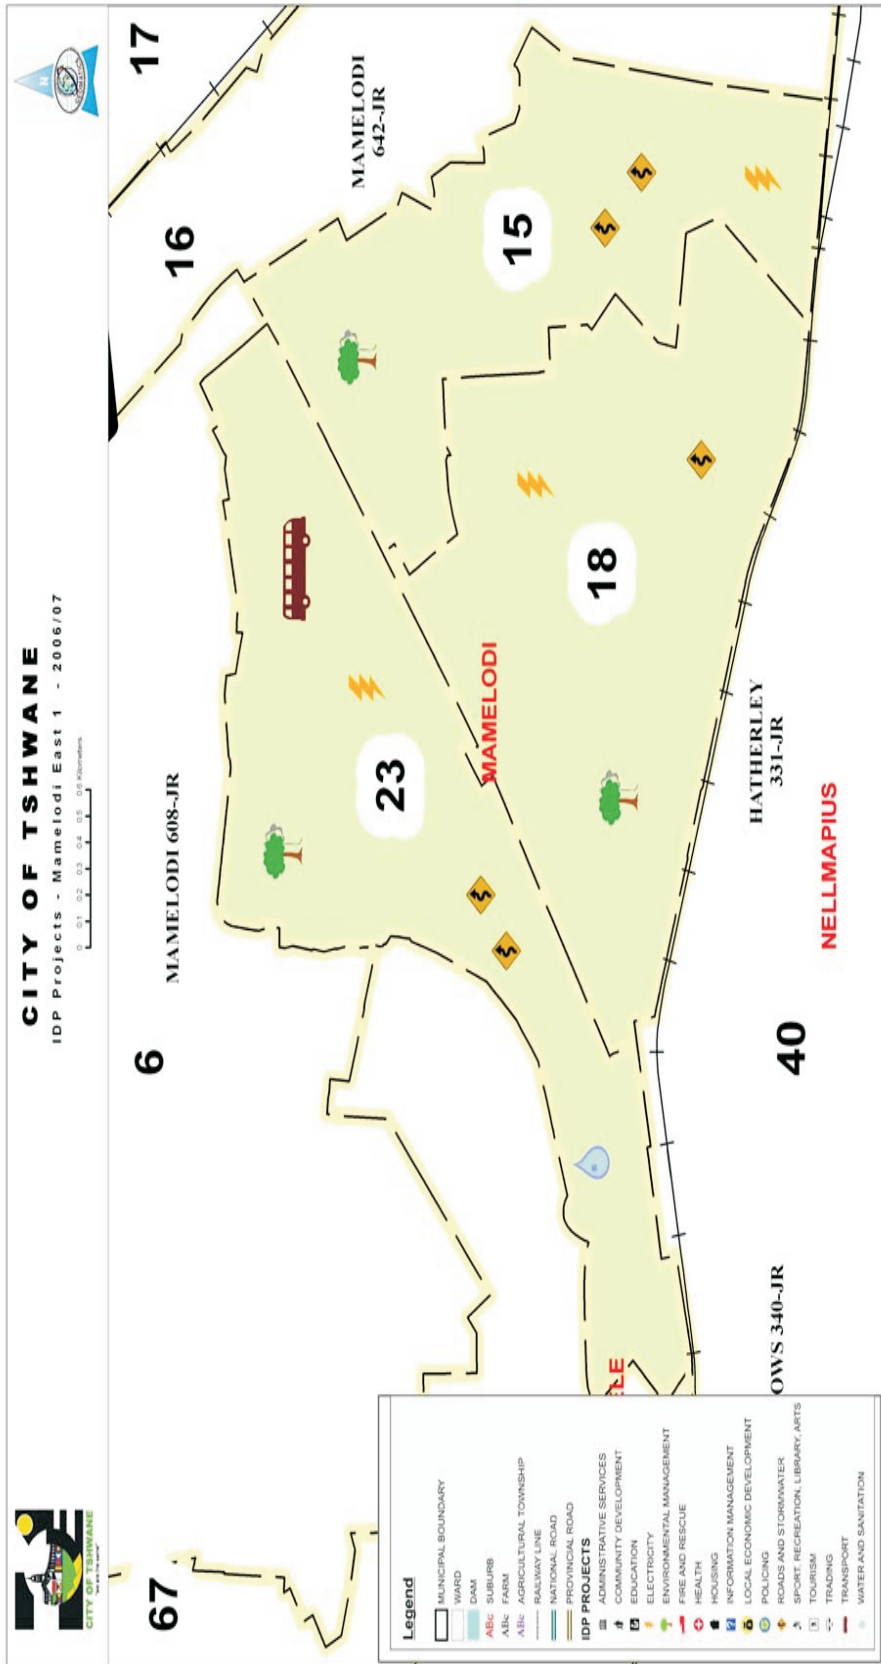 CITY OF TSHWANE
IDP Projects - Mamelodi East 1 - 2006/07
0 0.1 0.2 0.3 0.4 0.5 0.6 Kilometers
CITY OF TSHWANE
N
67
6
16
17
MAMELODI 608-JR
MAMELODI
642-JR
23
15
MAMELODI
18
HATHERLEY
331-JR
40
NELLMAPIUS
ELE
OWS 340-JR
Legend
MUNICIPAL BOUNDARY
WARD
DAM
ABc SUBURB
ABc FARM
ABc AGRICULTURAL TOWNSHIP
RAILWAY LINE
NATIONAL ROAD
PROVINCIAL ROAD
IDP PROJECTS
ADMINISTRATIVE SERVICES
COMMUNITY DEVELOPMENT
EDUCATION
ELECTRICITY
ENVIRONMENTAL MANAGEMENT
FIRE AND RESCUE
HEALTH
HOUSING
INFORMATION MANAGEMENT
LOCAL ECONOMIC DEVELOPMENT
POLICING
ROADS AND STORMWATER
SPORT, RECREATION, LIBRARY, ARTS
TOURISM
TRADING
TRANSPORT
WATER AND SANITATION